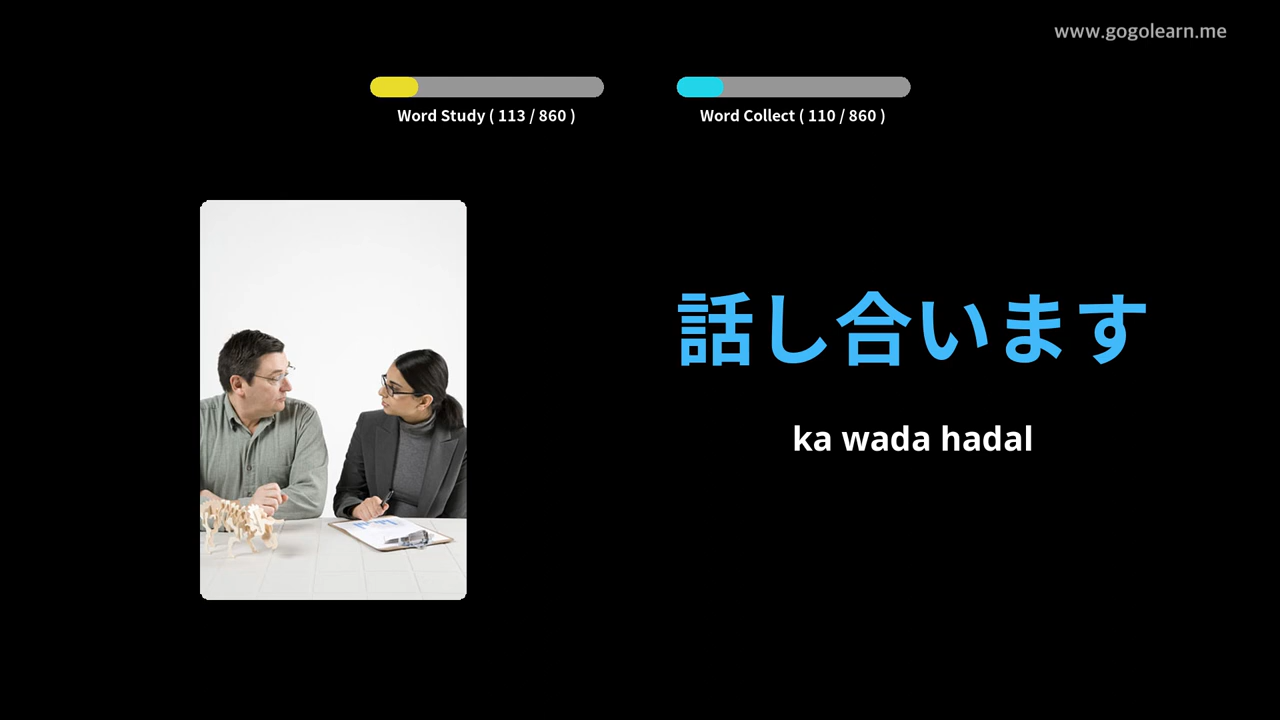 www.gogolearn.me
Word Study ( 113 / 860 )
Word Collect ( 110 / 860 )
話し合います
ka wada hadal